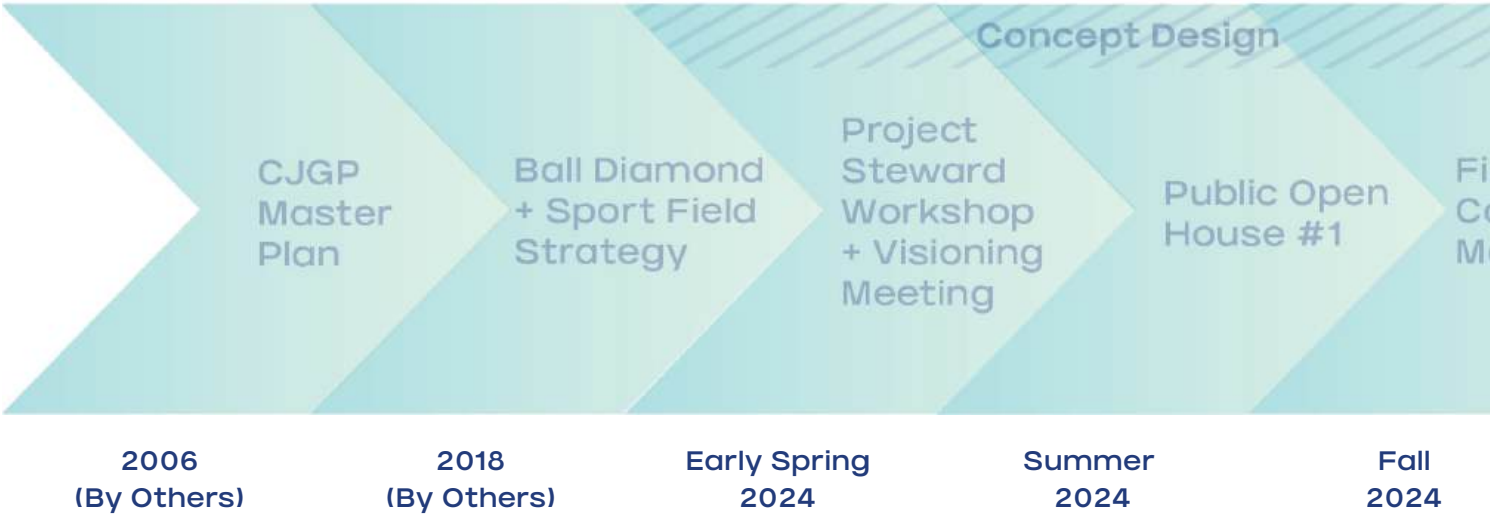 Concept Design
CJGP
Master
Plan
Ball Diamond
+ Sport Field
Strategy
Project
Steward
Workshop
+ Visioning
Meeting
Public Open
House #1
2006
(By Others)
2018
(By Others)
Early Spring
2024
Summer
2024
Fall
2024